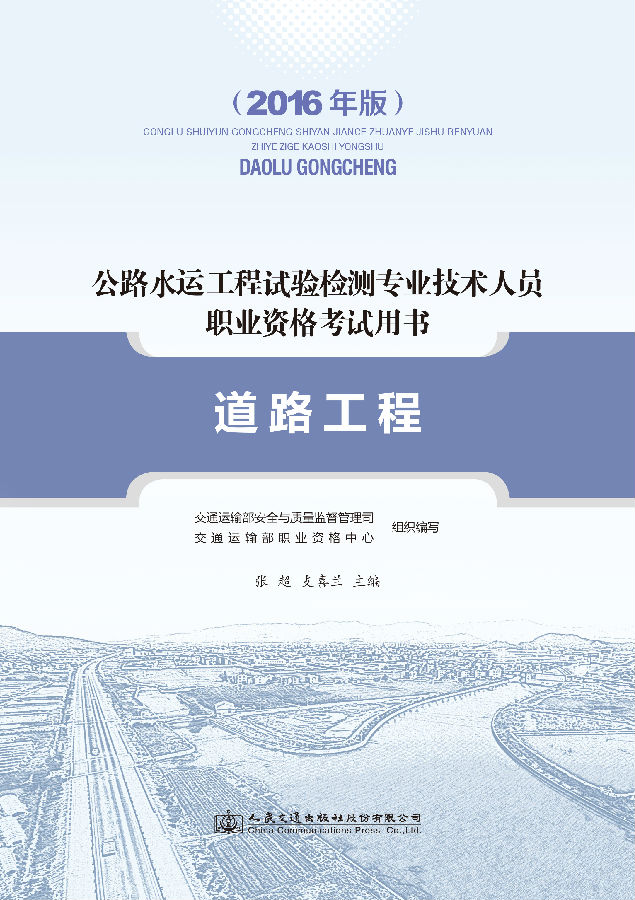 （2016 年版）
GONGLU SHUIYUN GONGCHENG SHIYAN JIANCE ZHUANYE JISHU RENYUAN
ZHIYE ZIGE KAOSHI YONGSHU
DAOLU GONGCHENG
公路水运工程试验检测专业技术人员
职业资格考试用书
道路工程
交通运输部安全与质量监督管理司
交通运输部职业资格中心
组织编写
张 超 支喜兰 主编
人民交通出版社股份有限公司
China Communications Press Co.,Ltd.